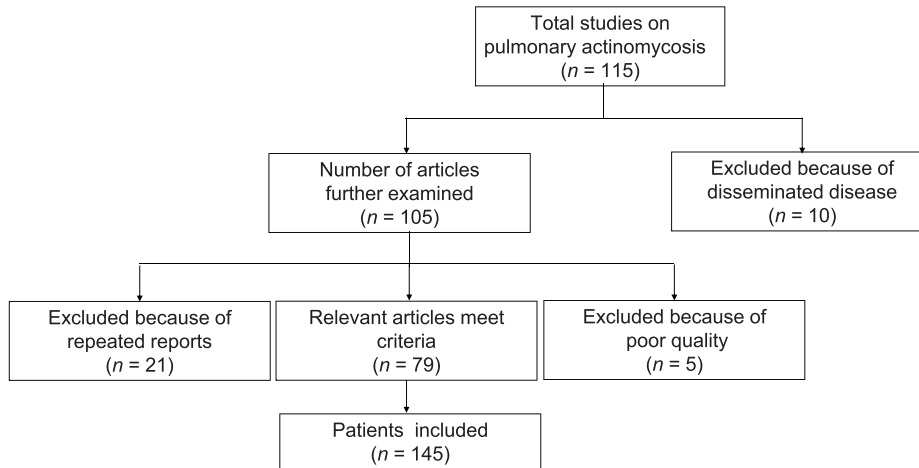 Total studies on
pulmonary actinomycosis
(n = 115)
Number of articles
further examined
(n = 105)
Excluded because of
disseminated disease
(n = 10)
Excluded because of
repeated reports
(n = 21)
Relevant articles meet
criteria
(n = 79)
Excluded because of
poor quality
(n = 5)
Patients included
(n = 145)